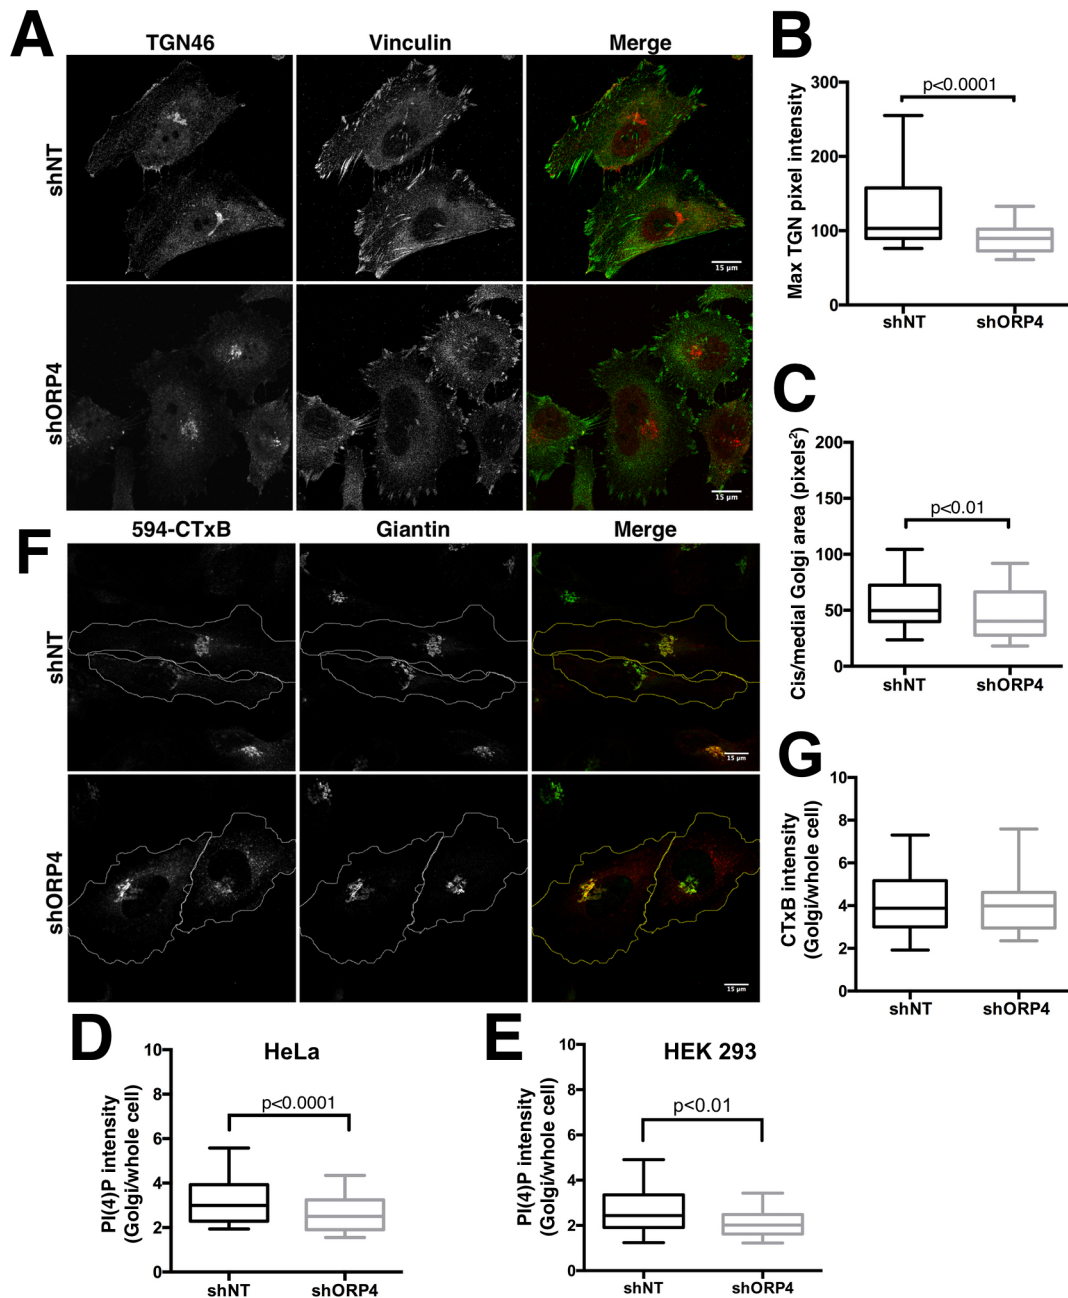 A
TGN46 Vinculin Merge
shNT
15 µm
shORP4
15 µm
B
Max TGN pixel intensity
300
200
100
0
p<0.0001
shNT shORP4
C
Cis/medial Golgi area (pixels²)
200
150
100
50
0
p<0.01
shNT shORP4
F
594-CTxB Giantin Merge
shNT
15 µm
shORP4
15 µm
G
CTxB intensity
(Golgi/whole cell)
10
8
6
4
2
0
shNT shORP4
D
HeLa
PI(4)P intensity
(Golgi/whole cell)
10
8
6
4
2
0
p<0.0001
shNT shORP4
E
HEK 293
PI(4)P intensity
(Golgi/whole cell)
10
8
6
4
2
0
p<0.01
shNT shORP4